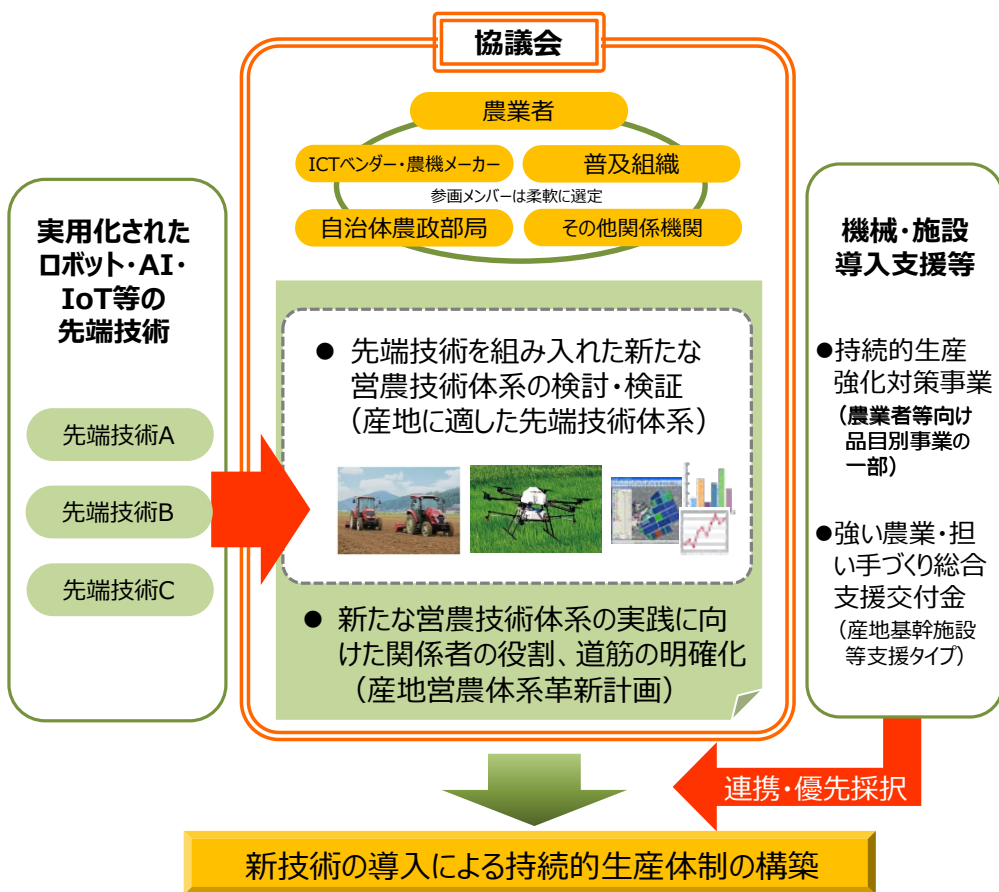 協議会
農業者
ICTベンダー・農機メーカー
普及組織
参画メンバーは柔軟に選定
自治体農政部局
その他関係機関
実用化された
ロボット・AI・
IoT等の
先端技術
先端技術A
先端技術B
先端技術C
● 先端技術を組み入れた新たな
営農技術体系の検討・検証
（産地に適した先端技術体系）
● 新たな営農技術体系の実践に向
けた関係者の役割、道筋の明確化
（産地営農体系革新計画）
機械・施設
導入支援等
●持続的生産
強化対策事業
（農業者等向け
品目別事業の
一部）
●強い農業・担
い手づくり総合
支援交付金
（産地基幹施設
等支援タイプ）
連携・優先採択
新技術の導入による持続的生産体制の構築